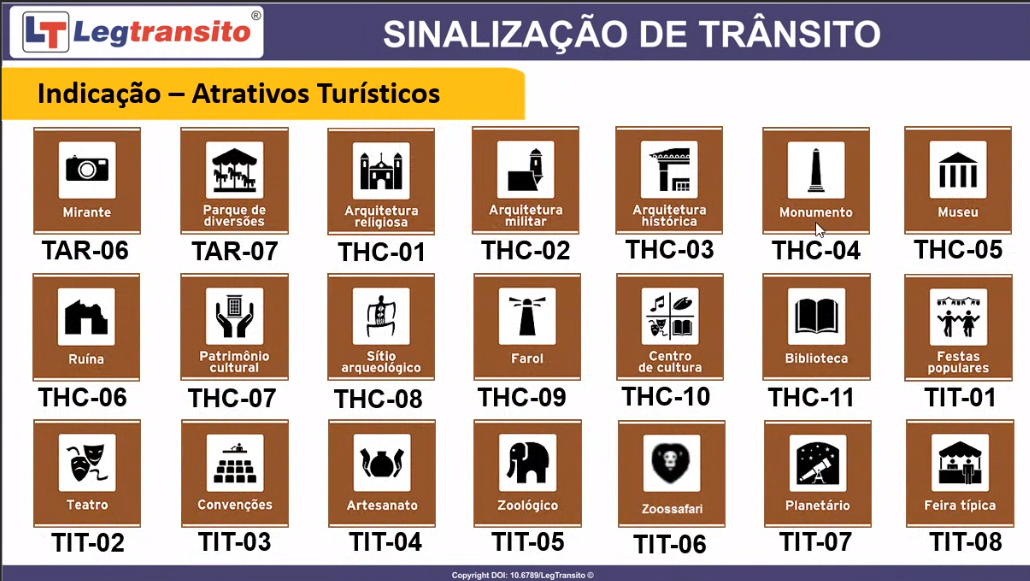 LT Legtransito®
SINALIZAÇÃO DE TRÂNSITO
Indicação – Atrativos Turísticos
Mirante
TAR-06
Parque de
diversões
TAR-07
Arquitetura
religiosa
THC-01
Arquitetura
militar
THC-02
Arquitetura
histórica
THC-03
Monumento
THC-04
Museu
THC-05
Ruína
THC-06
Patrimônio
cultural
THC-07
Sítio
arqueológico
THC-08
Farol
THC-09
Centro
de cultura
THC-10
Biblioteca
THC-11
Festas
populares
TIT-01
Teatro
TIT-02
Convenções
TIT-03
Artesanato
TIT-04
Zoológico
TIT-05
Zoossafari
TIT-06
Planetário
TIT-07
Feira típica
TIT-08
Copyright DOI: 10.6789/LegTransito ©